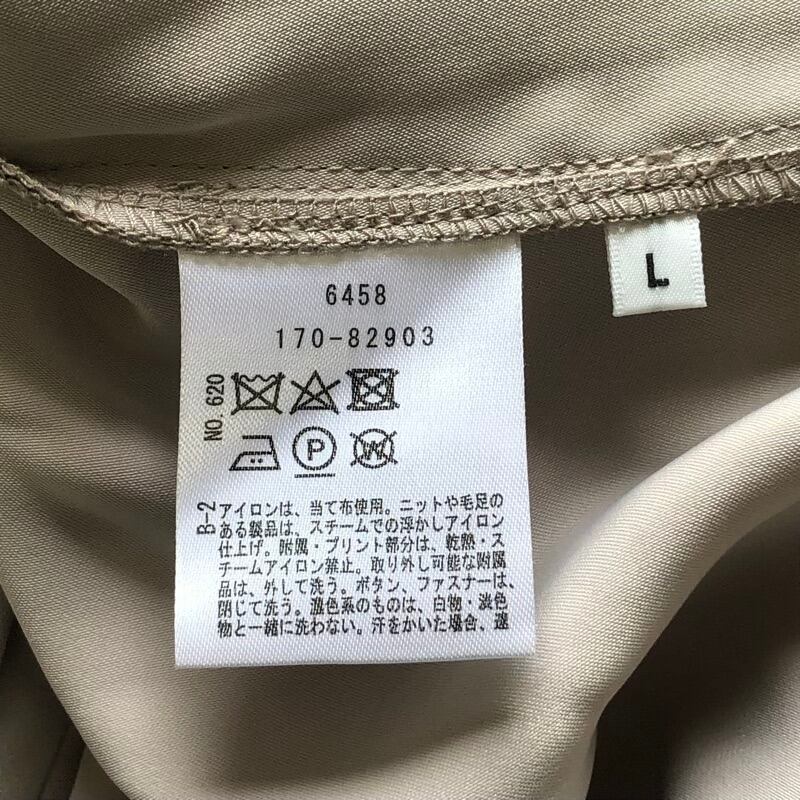 6458
170-82903
NO. 620
P
W
B-2
アイロンは、当て布使用。ニットや毛足の
ある製品は、スチームでの浮かしアイロン
仕上げ。附属・プリント部分は、乾熱・ス
チームアイロン禁止。取り外し可能な附属
品は、外して洗う。ボタン、ファスナーは、
閉じて洗う。濃色系のものは、白物・淡色
物と一緒に洗わない。汗をかいた場合、速
L